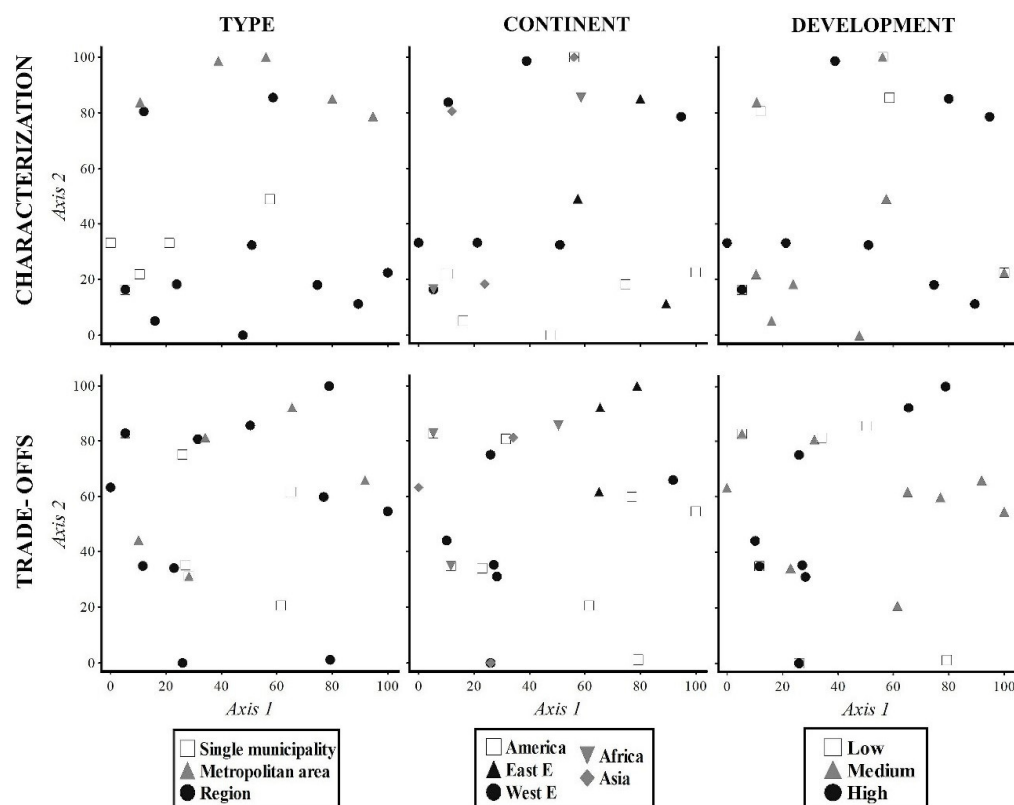 TYPE
CONTINENT
DEVELOPMENT
CHARACTERIZATION
Axis 2
100
80
60
40
20
0
TRADE-OFFS
Axis 2
100
80
60
40
20
0
0 20 40 60 80 100
0 20 40 60 80 100
0 20 40 60 80 100
Axis 1
Axis 1
Axis 1
Single municipality
Metropolitan area
Region
America
East E
West E
Africa
Asia
Low
Medium
High